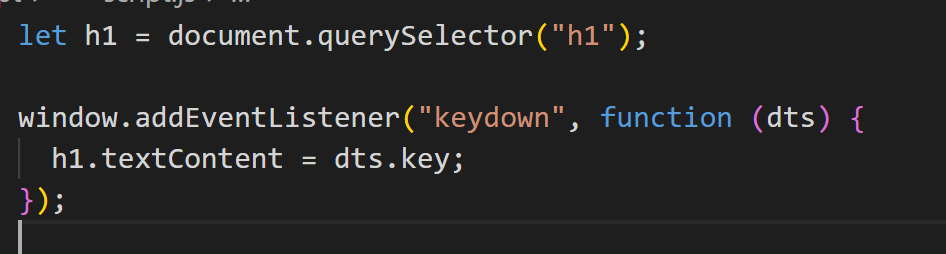 let h1 = document.querySelector("h1");
window.addEventListener("keydown", function (dts) {
  h1.textContent = dts.key;
});